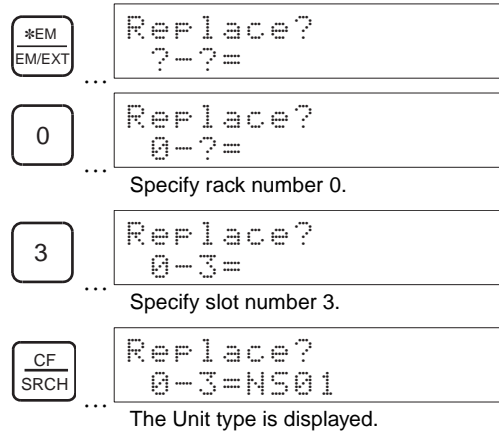 ✻EM
EM/EXT
...
Replace?
?-?=
0
...
Replace?
0-?=
Specify rack number 0.
3
...
Replace?
0-3=
Specify slot number 3.
CF
SRCH
...
Replace?
0-3=NS01
The Unit type is displayed.